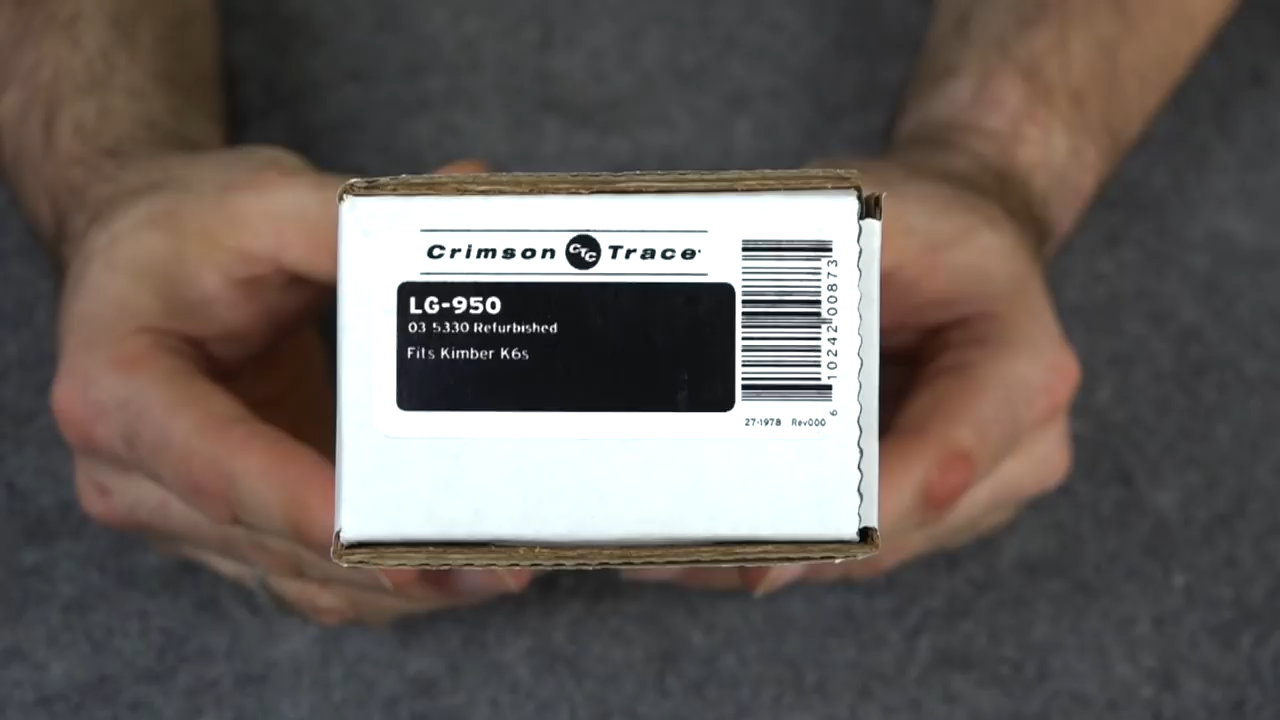 Crimson CTC Trace
LG-950
03 5330 Refurbished
Fits Kimber K6s
6 10242 00873
27-1978 Rev000